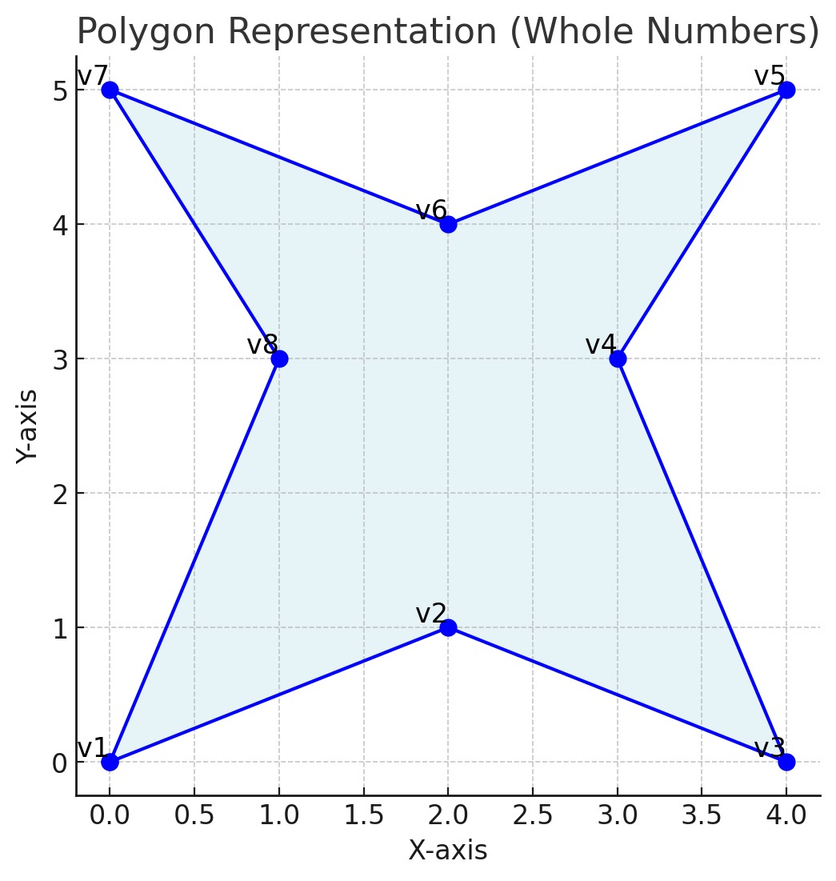 Polygon Representation (Whole Numbers)
v7
v5
5
v6
4
v8
v4
3
Y-axis
2
v2
1
v1
v3
0
0.0 0.5 1.0 1.5 2.0 2.5 3.0 3.5 4.0
X-axis